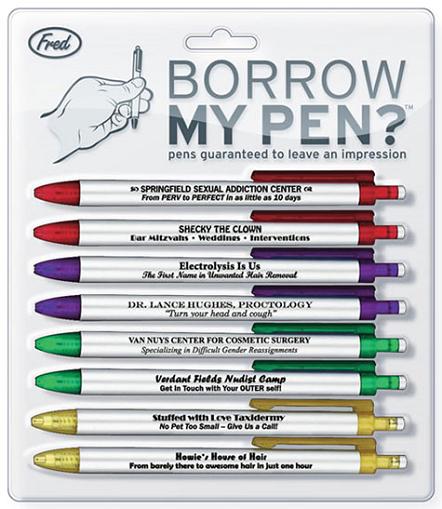 Fred
BORROW
MY PEN?™
pens guaranteed to leave an impression
SPRINGFIELD SEXUAL ADDICTION CENTER
From PERV to PERFECT in as little as 10 days
SHECKY THE CLOWN
Bar Mitzvahs • Weddings • Interventions
Electrolysis Is Us
The First Name in Unwanted Hair Removal
DR. LANCE HUGHES, PROCTOLOGY
"Turn your head and cough"
VAN NUYS CENTER FOR COSMETIC SURGERY
Specializing in Difficult Gender Reassignments
Verdant Fields Nudist Camp
Get In Touch with Your OUTER self!
Stuffed with Love Taxidermy
No Pet Too Small – Give Us a Call!
Howie's House of Hair
From barely there to awesome hair in just one hour